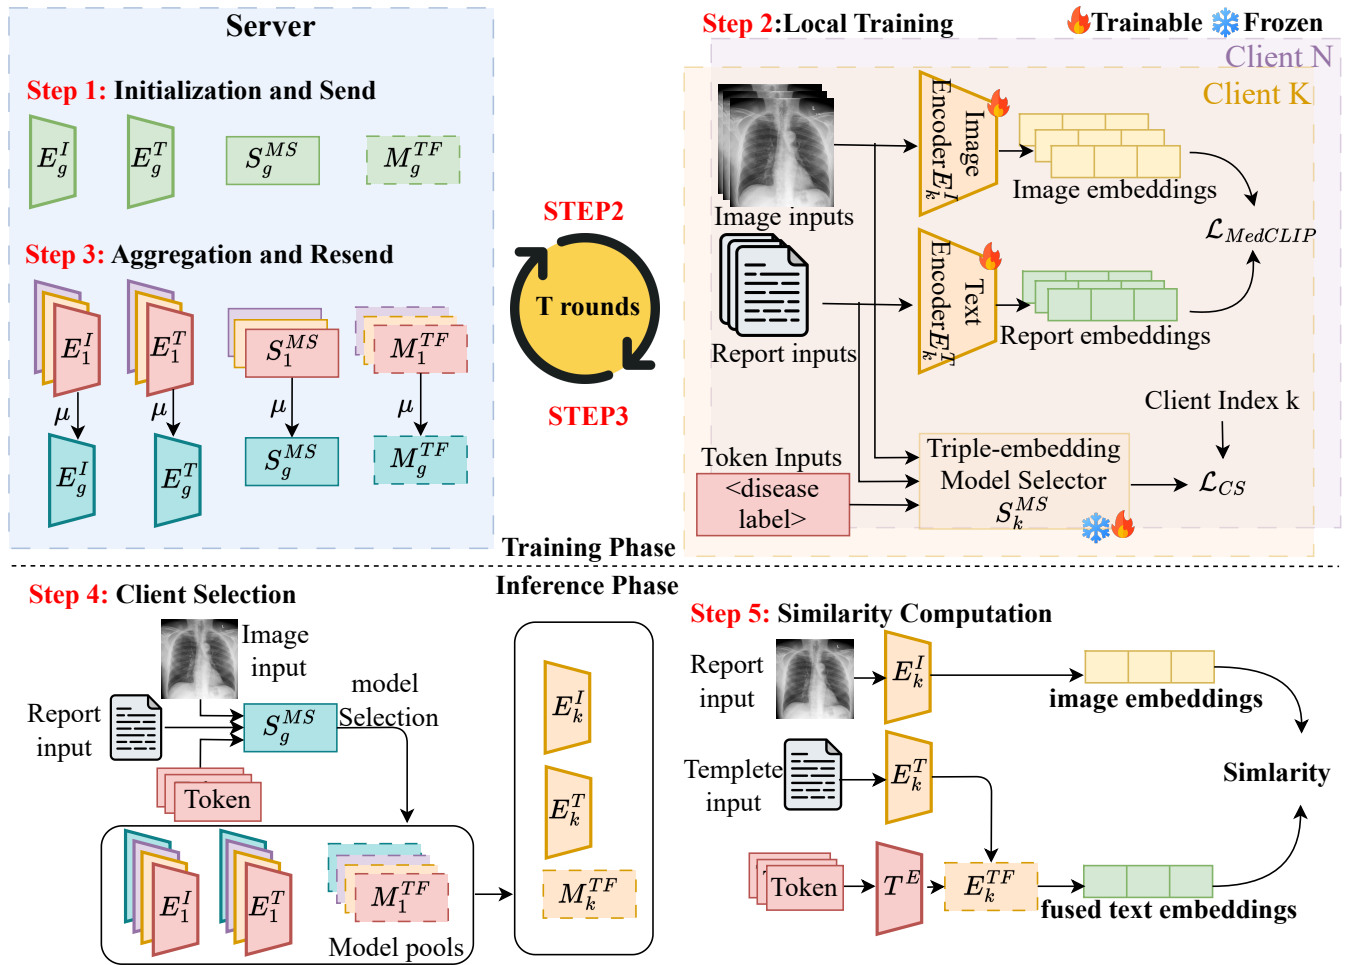 Server
Step 1: Initialization and Send
E_g^I
E_g^T
S_g^{MS}
M_g^{TF}
Step 3: Aggregation and Resend
E_1^I
E_1^T
S_1^{MS}
M_1^{TF}
μ
μ
μ
μ
E_g^I
E_g^T
S_g^{MS}
M_g^{TF}
STEP2
T rounds
STEP3
Step 2:Local Training
Trainable
Frozen
Client N
Client K
Image inputs
Image
Encoder E_k^I
Image embeddings
Report inputs
Text
Encoder E_k^T
Report embeddings
ℒ_{MedCLIP}
Client Index k
Token Inputs
<disease
label>
Triple-embedding
Model Selector
S_k^{MS}
ℒ_{CS}
Training Phase
Inference Phase
Step 4: Client Selection
Image
input
Report
input
S_g^{MS}
model
Selection
Token
E_1^I
E_1^T
M_1^{TF}
Model pools
E_k^I
E_k^T
M_k^{TF}
Step 5: Similarity Computation
Report
input
E_k^I
image embeddings
Templete
input
E_k^T
Simlarity
Token
T^E
E_k^{TF}
fused text embeddings